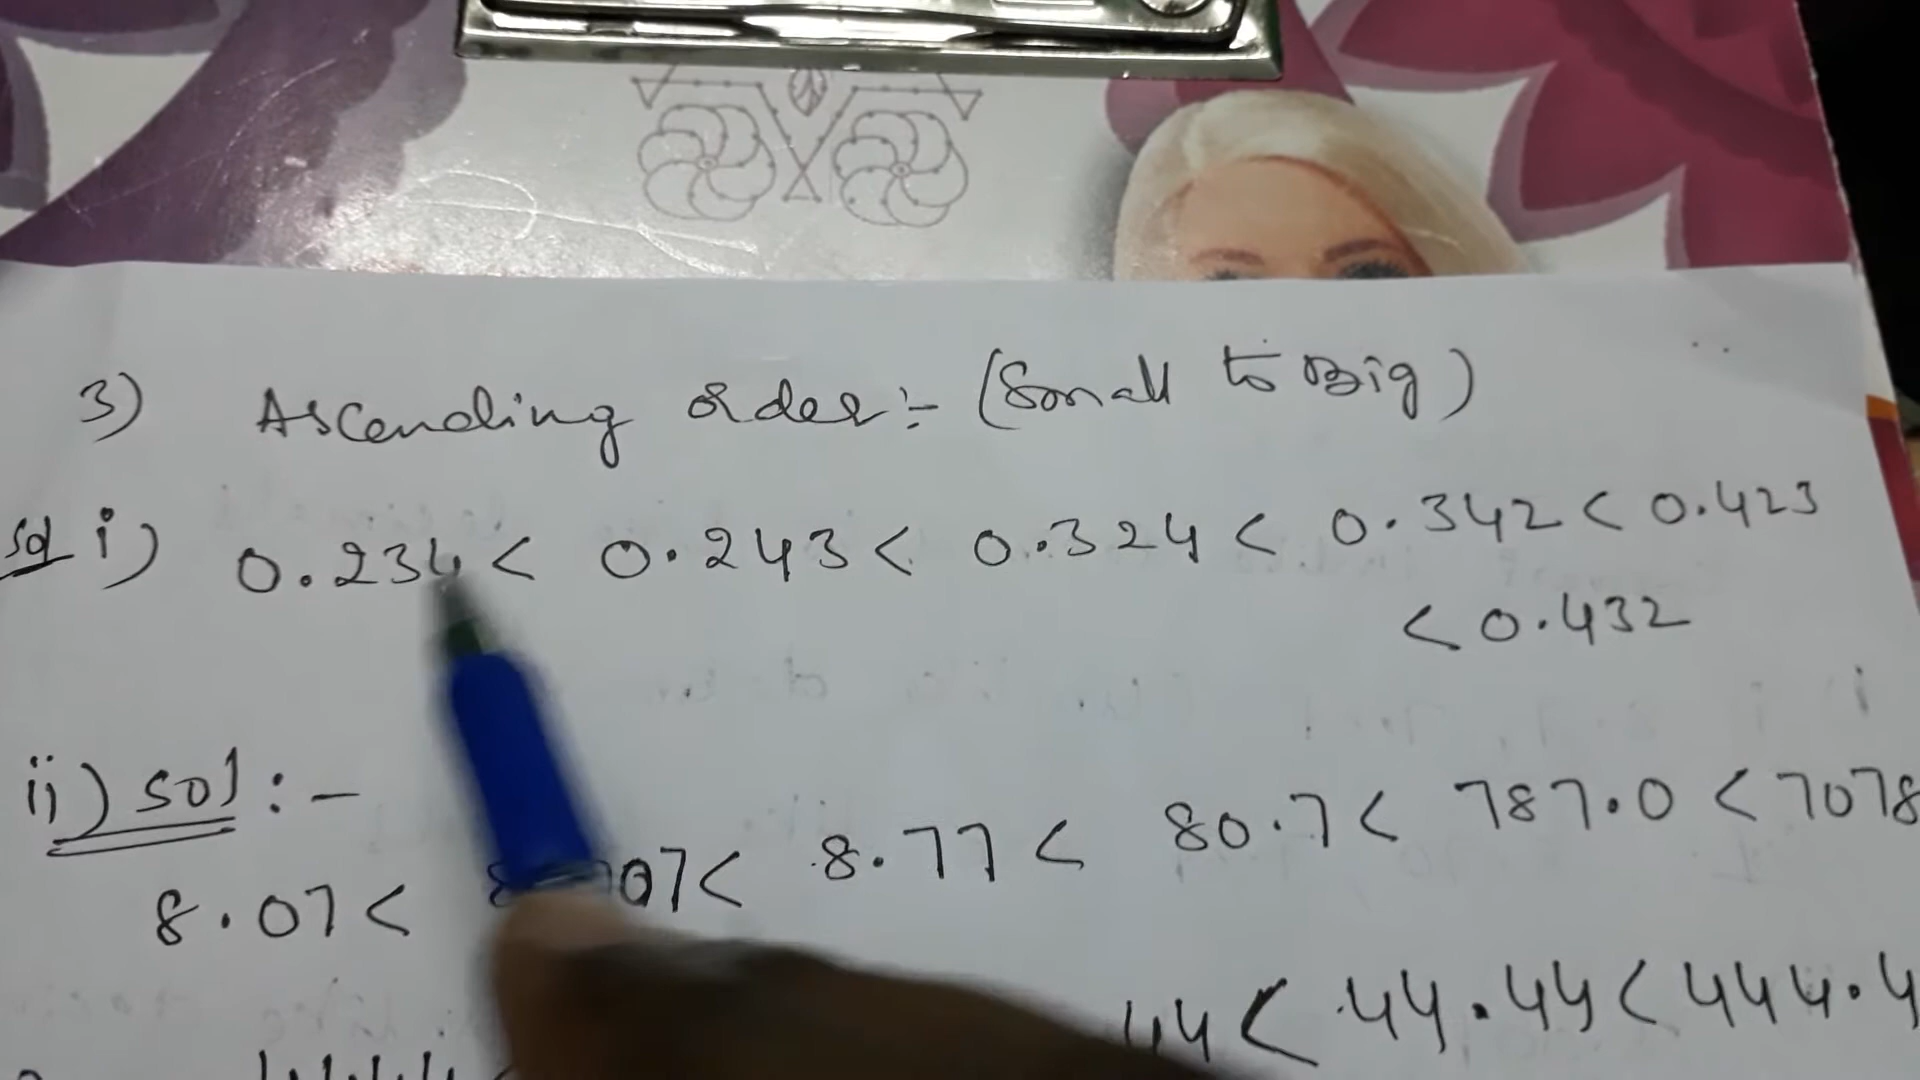 3) Ascending order:- (Small to Big)
Sol i) 0.234 < 0.243 < 0.324 < 0.342 < 0.423
< 0.432
ii) Sol :-
8.07 < 07 < 8.77 < 80.7 < 787.0 < 7078
44 < 44.44 < 444.4